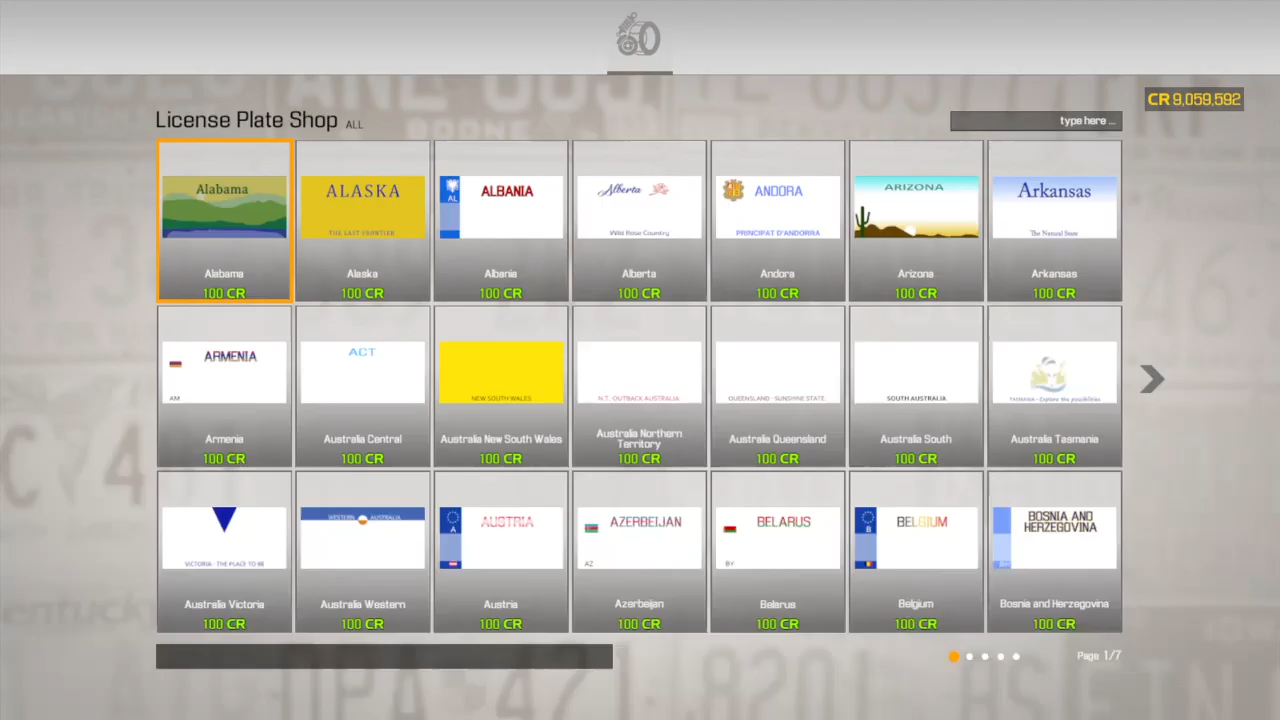 CR 9,059,592
License Plate Shop ALL
type here ...
Alabama
ALASKA
THE LAST FRONTIER
AL
ALBANIA
Alberta
Wild Rose Country
ANDORA
PRINCIPAT D'ANDORRA
ARIZONA
Arkansas
The Natural State
Alabama
Alaska
Albania
Alberta
Andora
Arizona
Arkansas
100 CR
100 CR
100 CR
100 CR
100 CR
100 CR
100 CR
ARMENIA
AM
ACT
NEW SOUTH WALES
N.T. OUTBACK AUSTRALIA
QUEENSLAND - SUNSHINE STATE
SOUTH AUSTRALIA
TASMANIA - Explore the possibilities
Armenia
Australia Central
Australia New South Wales
Australia Northern
Territory
Australia Queensland
Australia South
Australia Tasmania
100 CR
100 CR
100 CR
100 CR
100 CR
100 CR
100 CR
VICTORIA - THE PLACE TO BE
WESTERN AUSTRALIA
A
AUSTRIA
AZERBEIJAN
AZ
BELARUS
BY
B
BELGIUM
BOSNIA AND
HERZEGOVINA
BIH
Australia Victoria
Australia Western
Austria
Azerbeijan
Belarus
Belgium
Bosnia and Herzegovina
100 CR
100 CR
100 CR
100 CR
100 CR
100 CR
100 CR
Page 1/7